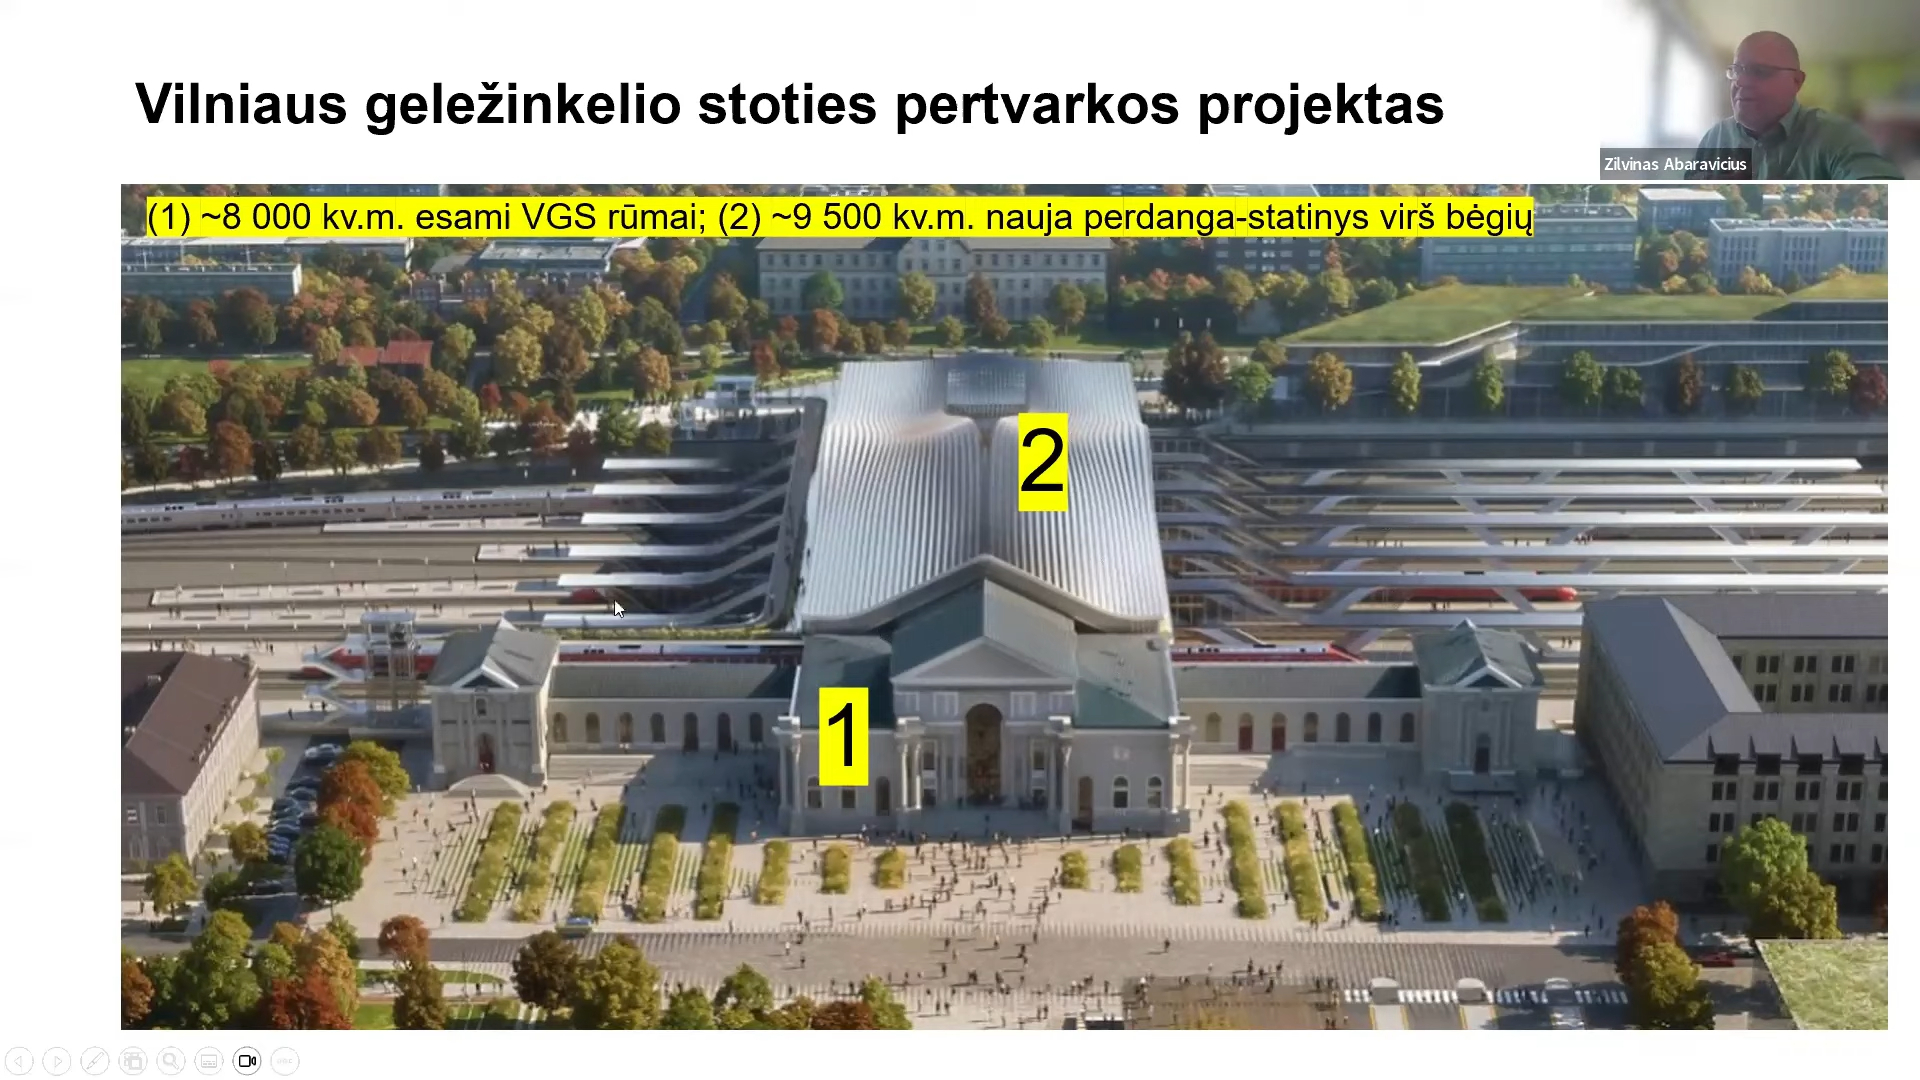 Vilniaus geležinkelio stoties pertvarkos projektas
Zilvinas Abaravicius
(1) ~8 000 kv.m. esami VGS rūmai; (2) ~9 500 kv.m. nauja perdanga-statinys virš bėgių
2
1